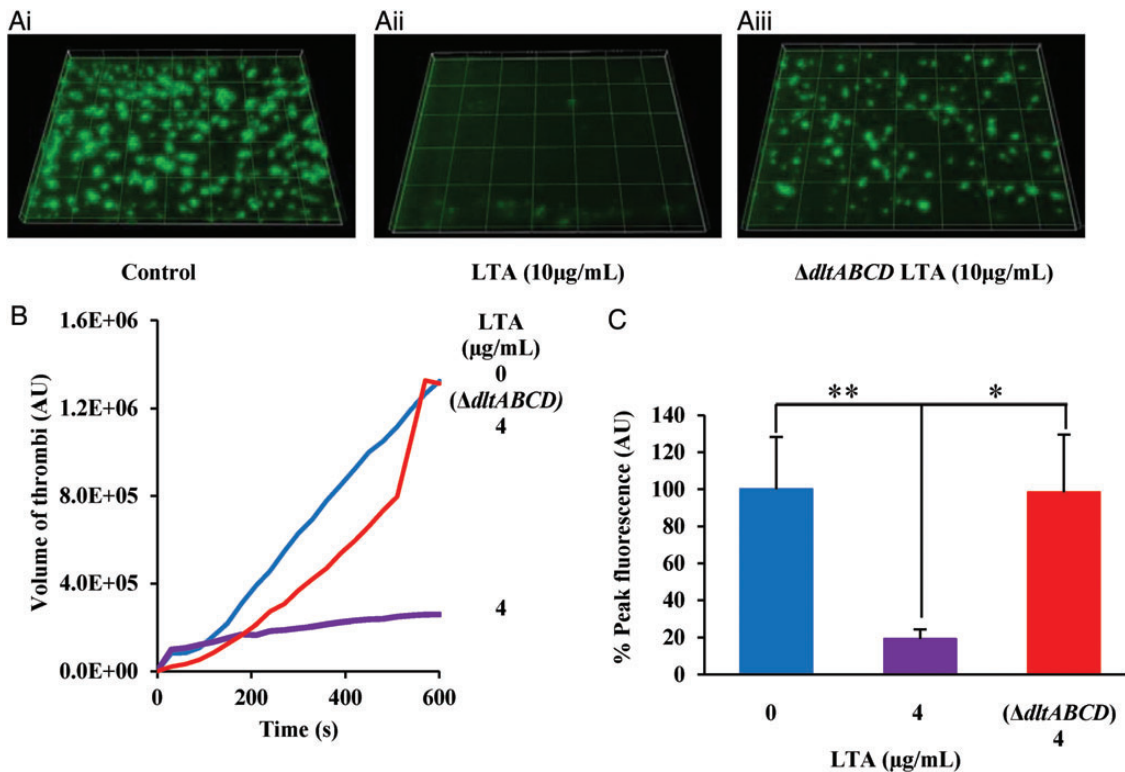 Ai
Aii
Aiii
Control
LTA (10μg/mL)
ΔdltABCD LTA (10μg/mL)
B
Volume of thrombi (AU)
1.6E+06
1.2E+06
8.0E+05
4.0E+05
0.0E+00
0
200
400
600
Time (s)
LTA
(μg/mL)
0
(ΔdltABCD)
4
4
C
% Peak fluorescence (AU)
140
120
100
80
60
40
20
0
**
*
0
4
(ΔdltABCD)
4
LTA (μg/mL)